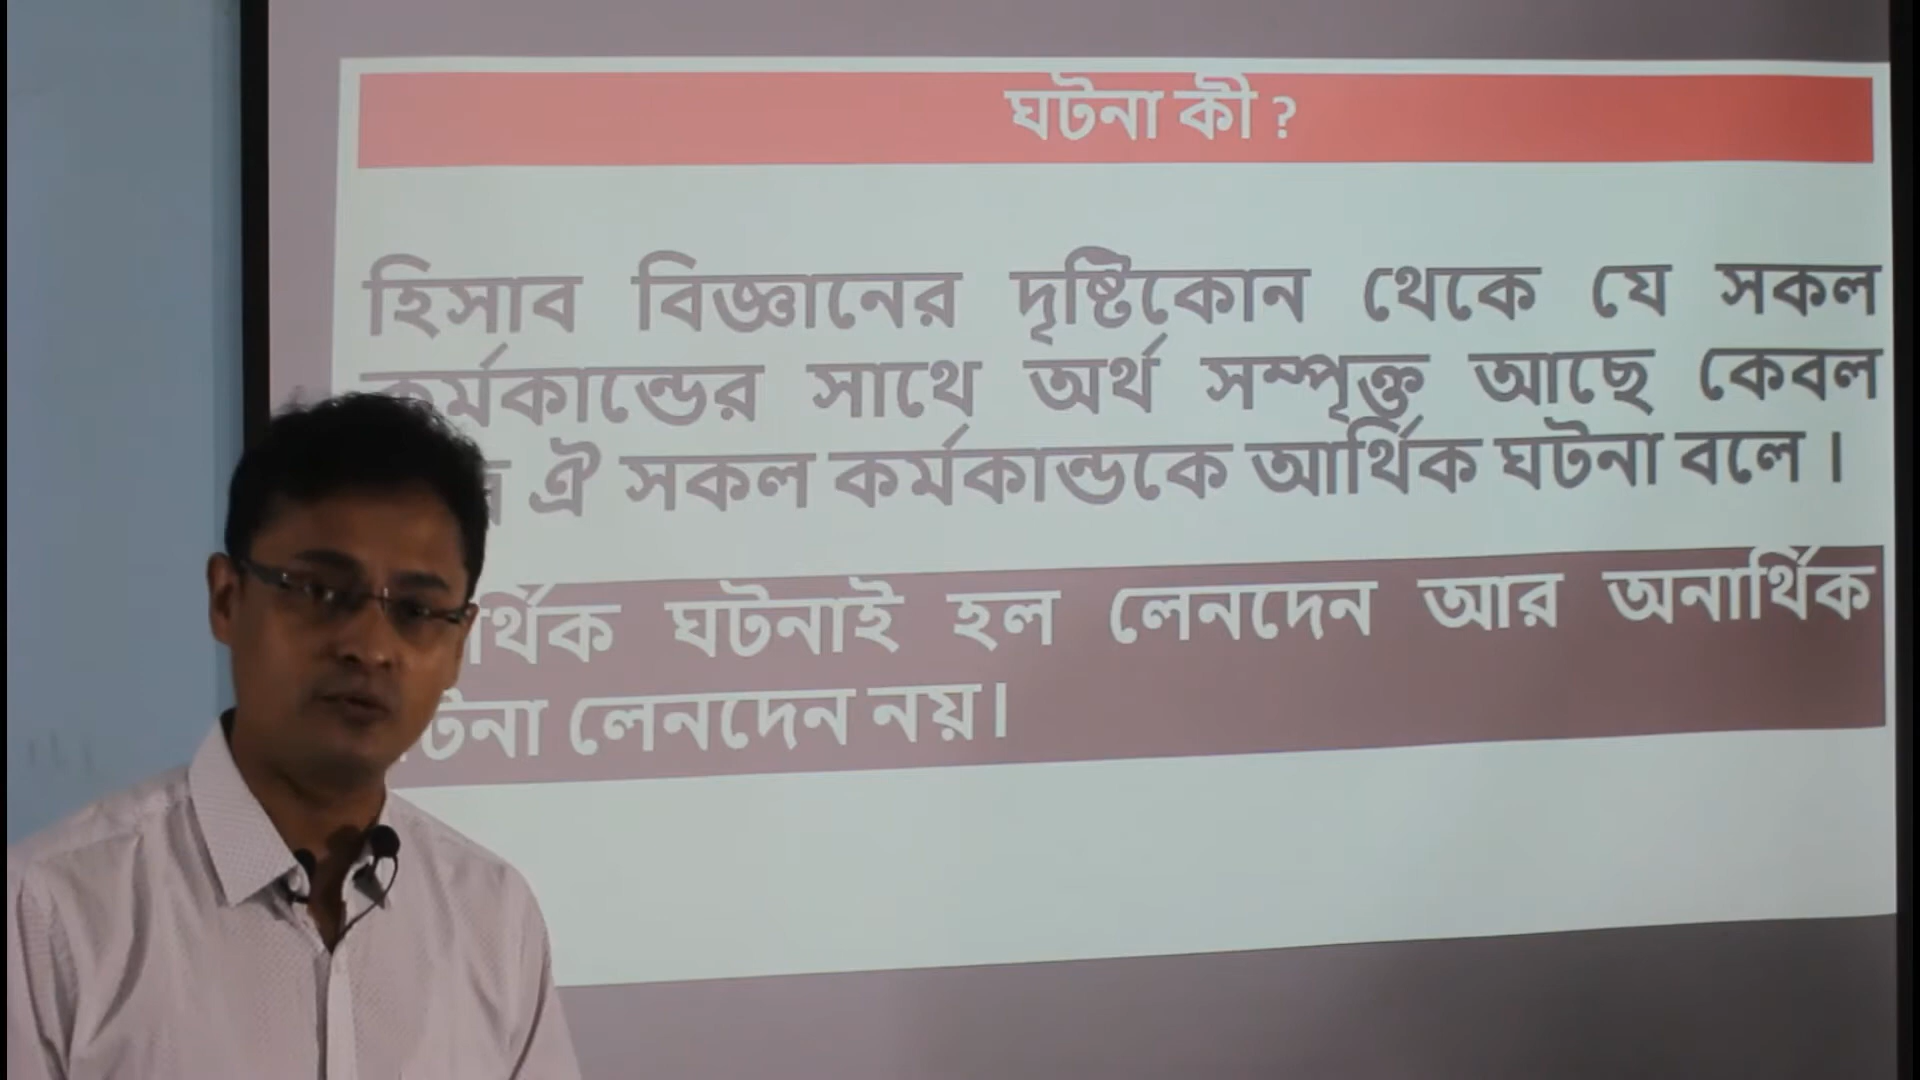 ঘটনা কী ?
হিসাব বিজ্ঞানের দৃষ্টিকোন থেকে যে সকল
কর্মকান্ডের সাথে অর্থ সম্পৃক্ত আছে কেবল
ঐ সকল কর্মকান্ডকে আর্থিক ঘটনা বলে ।
ঘটনাই হল লেনদেন আর অনার্থিক
লেনদেন নয়।